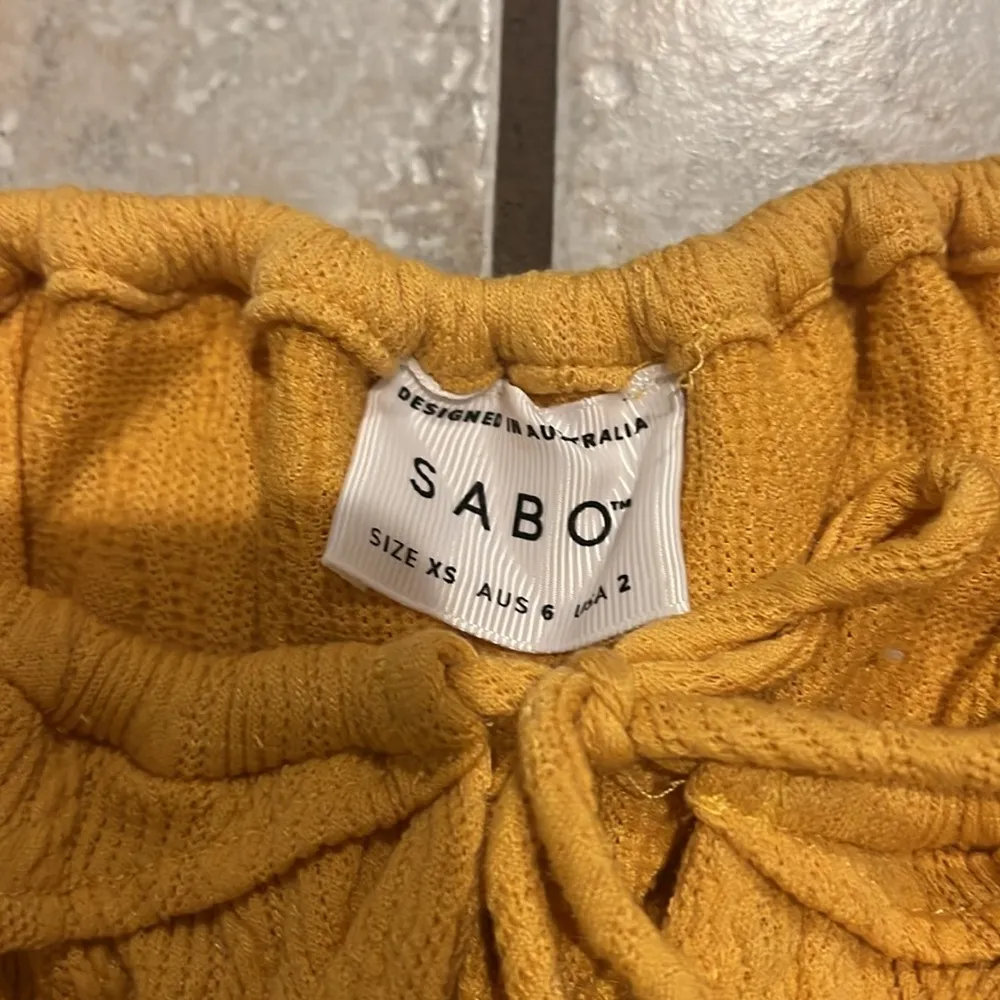 DESIGNED IN AUSTRALIA
SABO™
SIZE XS AUS 6 USA 2